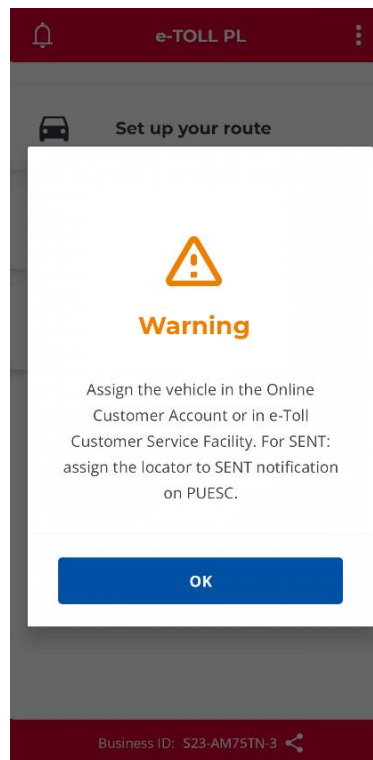 e-TOLL PL
Set up your route
Warning
Assign the vehicle in the Online
Customer Account or in e-Toll
Customer Service Facility. For SENT:
assign the locator to SENT notification
on PUESC.
OK
Business ID: S23-AM75TN-3